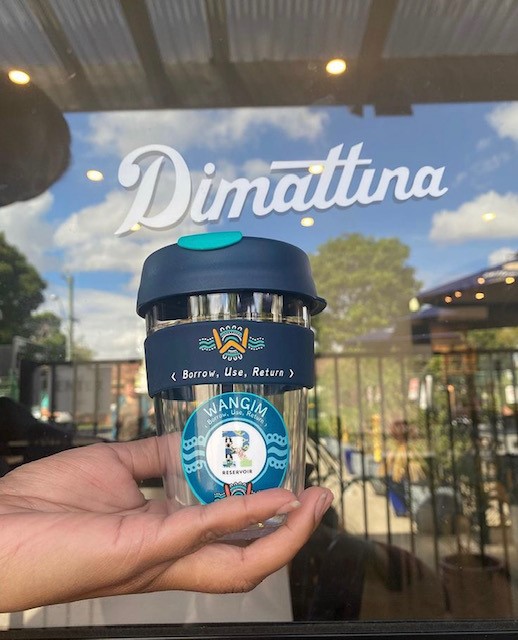 Dimattina
W
< Borrow, Use, Return >
WANGIM
< Borrow, Use, Return >
R
RESERVOIR